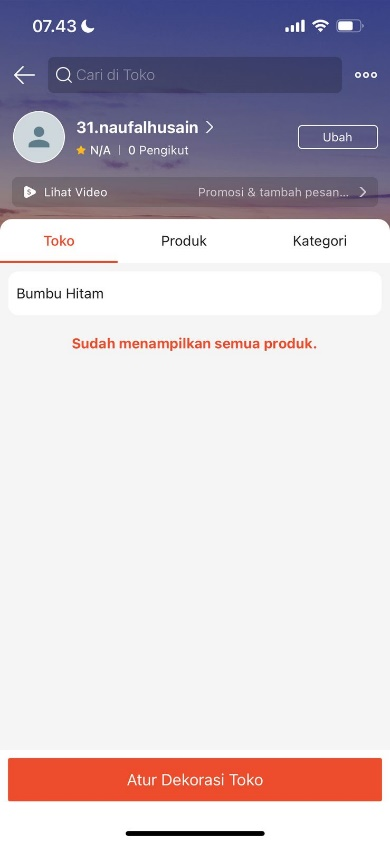 07.43
Cari di Toko
31.naufalhusain
N/A | 0 Pengikut
Ubah
Lihat Video
Promosi & tambah pesan...
Toko
Produk
Kategori
Bumbu Hitam
Sudah menampilkan semua produk.
Atur Dekorasi Toko